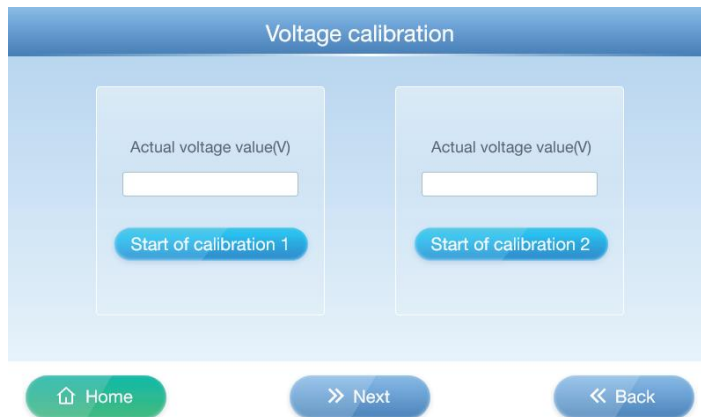 Voltage calibration
Actual voltage value(V)
Start of calibration 1
Actual voltage value(V)
Start of calibration 2
Home
Next
Back